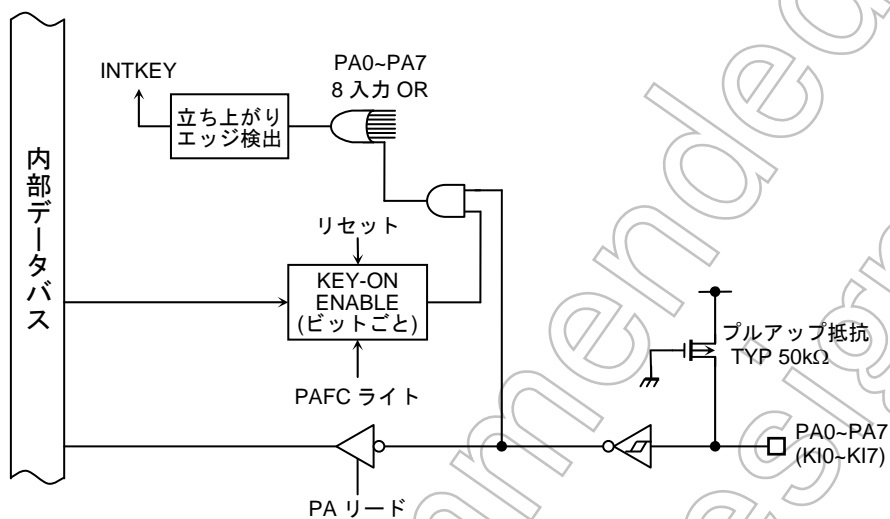 PA0~PA7
8 入力 OR
INTKEY
立ち上がり
エッジ検出
内部データバス
リセット
KEY-ON
ENABLE
(ビットごと)
PAFC ライト
プルアップ抵抗
TYP 50kΩ
PA0~PA7
(KI0~KI7)
PA リード